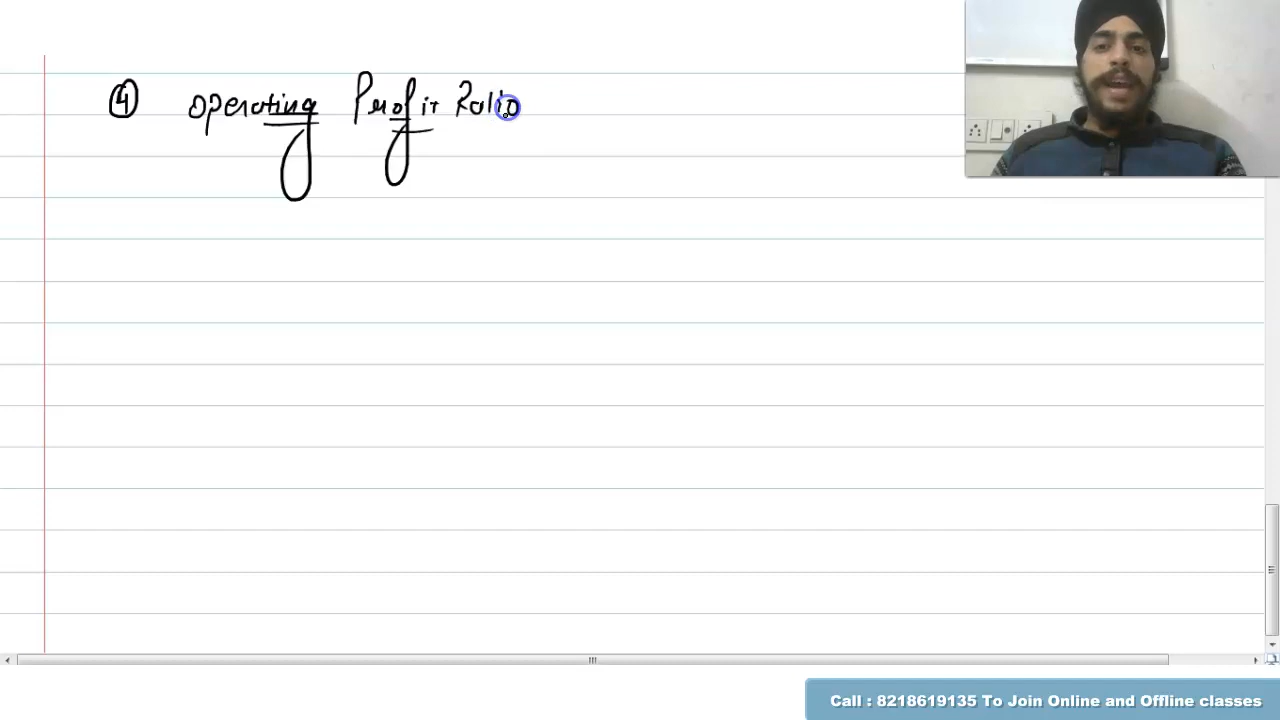 4 Operating Profit Ratio
Call : 8218619135 To Join Online and Offline classes